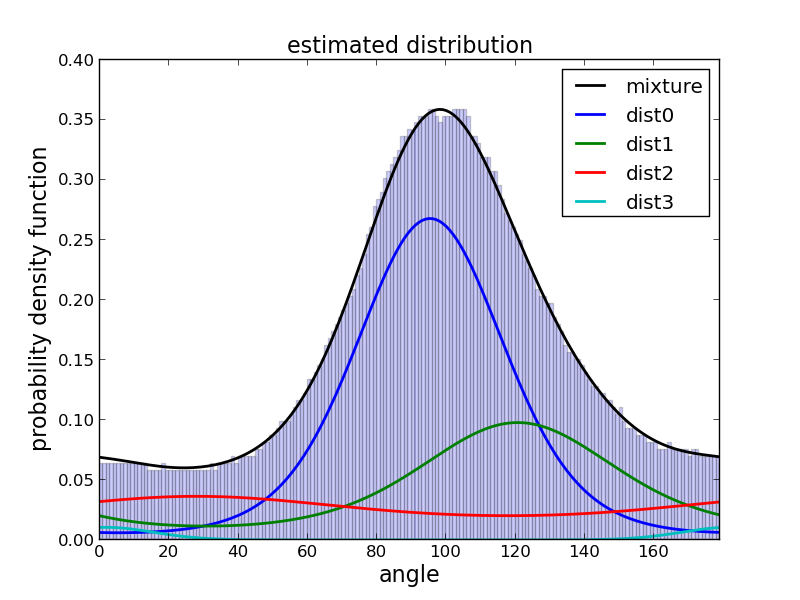 estimated distribution
0.40
0.35
0.30
0.25
0.20
0.15
0.10
0.05
0.00
probability density function
mixture
dist0
dist1
dist2
dist3
0 20 40 60 80 100 120 140 160
angle